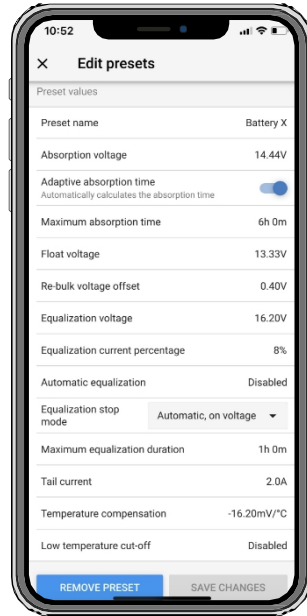 10:52
Edit presets
Preset values
Preset name Battery X
Absorption voltage 14.44V
Adaptive absorption time
Automatically calculates the absorption time
Maximum absorption time 6h 0m
Float voltage 13.33V
Re-bulk voltage offset 0.40V
Equalization voltage 16.20V
Equalization current percentage 8%
Automatic equalization Disabled
Equalization stop
mode Automatic, on voltage
Maximum equalization duration 1h 0m
Tail current 2.0A
Temperature compensation -16.20mV/°C
Low temperature cut-off Disabled
REMOVE PRESET SAVE CHANGES